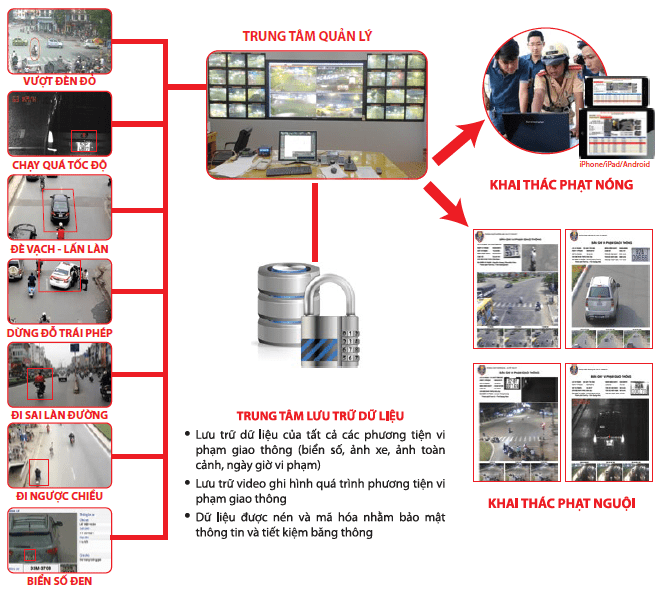 TRUNG TÂM QUẢN LÝ
VƯỢT ĐÈN ĐỎ
CHẠY QUÁ TỐC ĐỘ
ĐÈ VẠCH - LẤN LÀN
DỪNG ĐỖ TRÁI PHÉP
ĐI SAI LÀN ĐƯỜNG
ĐI NGƯỢC CHIỀU
BIỂN SỐ ĐEN
iPhone/iPad/Android
KHAI THÁC PHẠT NÓNG
TRUNG TÂM LƯU TRỮ DỮ LIỆU
• Lưu trữ dữ liệu của tất cả các phương tiện vi
phạm giao thông (biển số, ảnh xe, ảnh toàn
cảnh, ngày giờ vi phạm)
• Lưu trữ video ghi hình quá trình phương tiện vi
phạm giao thông
• Dữ liệu được nén và mã hóa nhằm bảo mật
thông tin và tiết kiệm băng thông
KHAI THÁC PHẠT NGUỘI